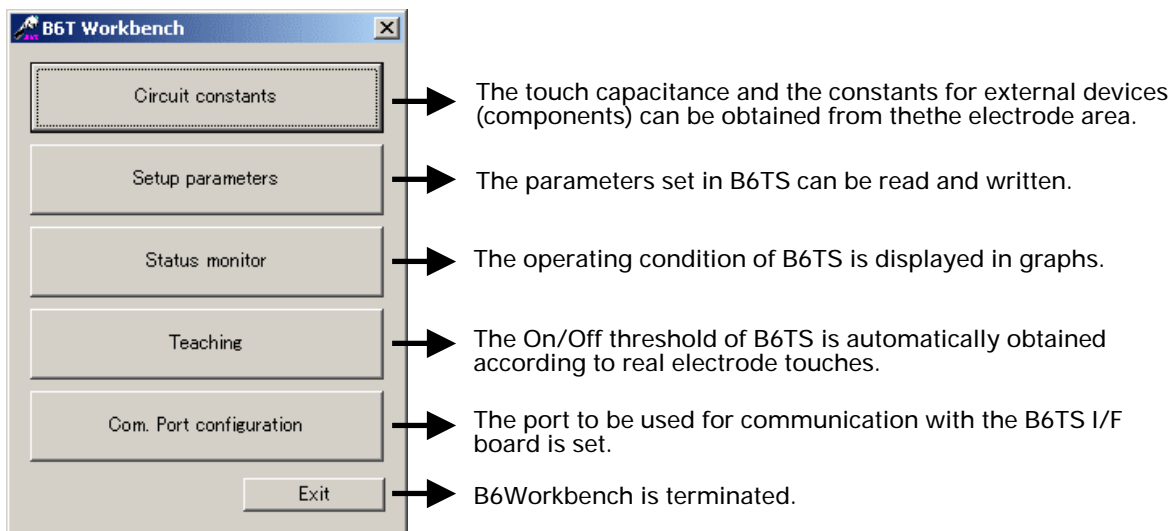 B6T Workbench
Circuit constants
The touch capacitance and the constants for external devices
(components) can be obtained from thethe electrode area.
Setup parameters
The parameters set in B6TS can be read and written.
Status monitor
The operating condition of B6TS is displayed in graphs.
Teaching
The On/Off threshold of B6TS is automatically obtained
according to real electrode touches.
Com. Port configuration
The port to be used for communication with the B6TS I/F
board is set.
Exit
B6Workbench is terminated.